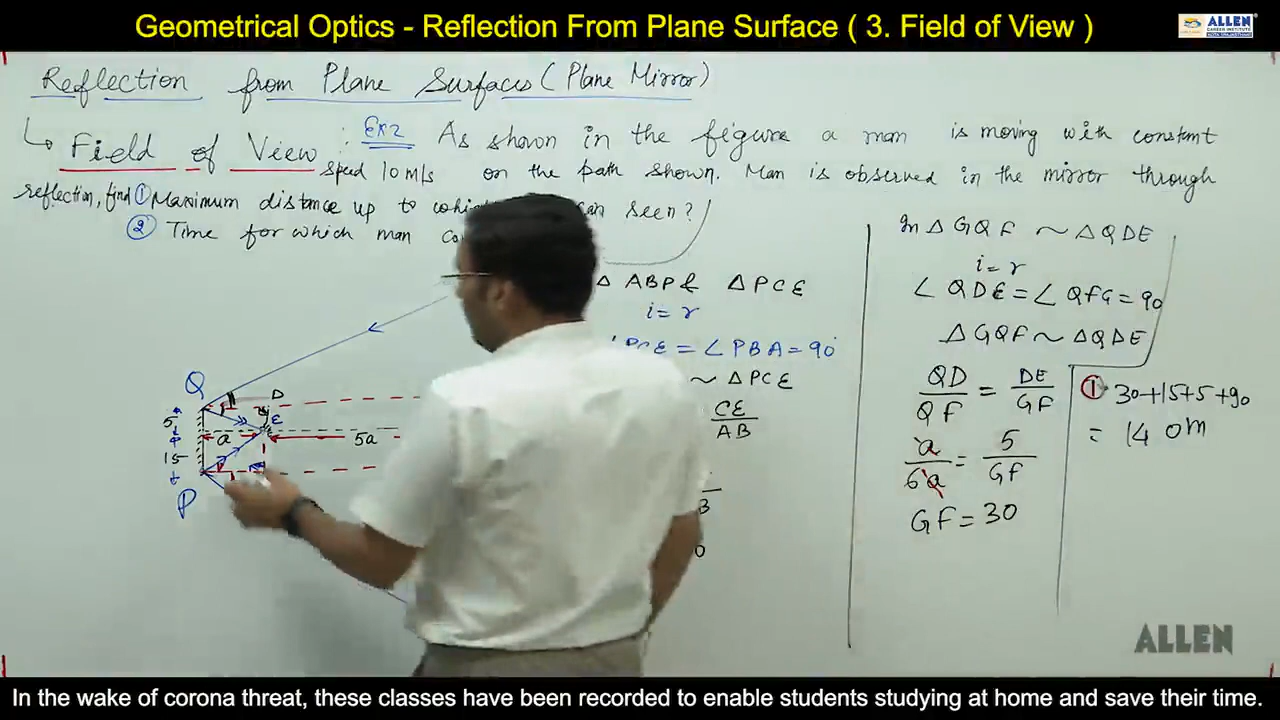 Geometrical Optics - Reflection From Plane Surface ( 3. Field of View )
ALLEN
CAREER INSTITUTE
Reflection from Plane Surfaces (Plane Mirror)
Field of View : Ex2 As shown in the figure a man is moving with constant
speed 10 m/s on the path shown. Man is observed in the mirror through
reflection, find ① Maximum distance up to can seen?
② Time for which man
Δ ABP & Δ PCE
i = r
= ∠PBA = 90°
~ Δ PCE
CE
AB
In Δ GQF ~ Δ QDE
i = r
∠ QDE = ∠ QFG = 90
Δ GQF ~ Δ QDE
QD / QF = DE / GF
a / 6a = 5 / GF
GF = 30
① 30+15+5+90
= 140m
Q
D
E
5
a
5a
15
P
ALLEN
In the wake of corona threat, these classes have been recorded to enable students studying at home and save their time.